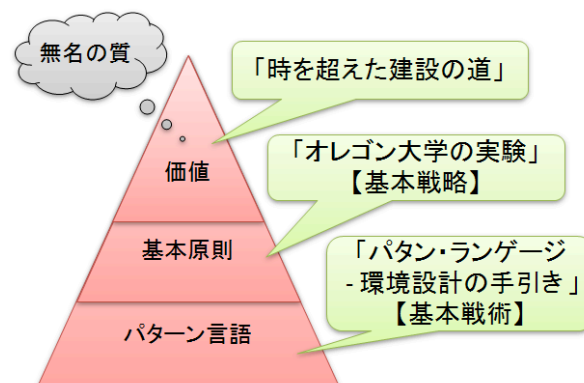 無名の質
「時を超えた建設の道」
価値
「オレゴン大学の実験」
【基本戦略】
基本原則
「パタン・ランゲージ
- 環境設計の手引き」
【基本戦術】
パターン言語